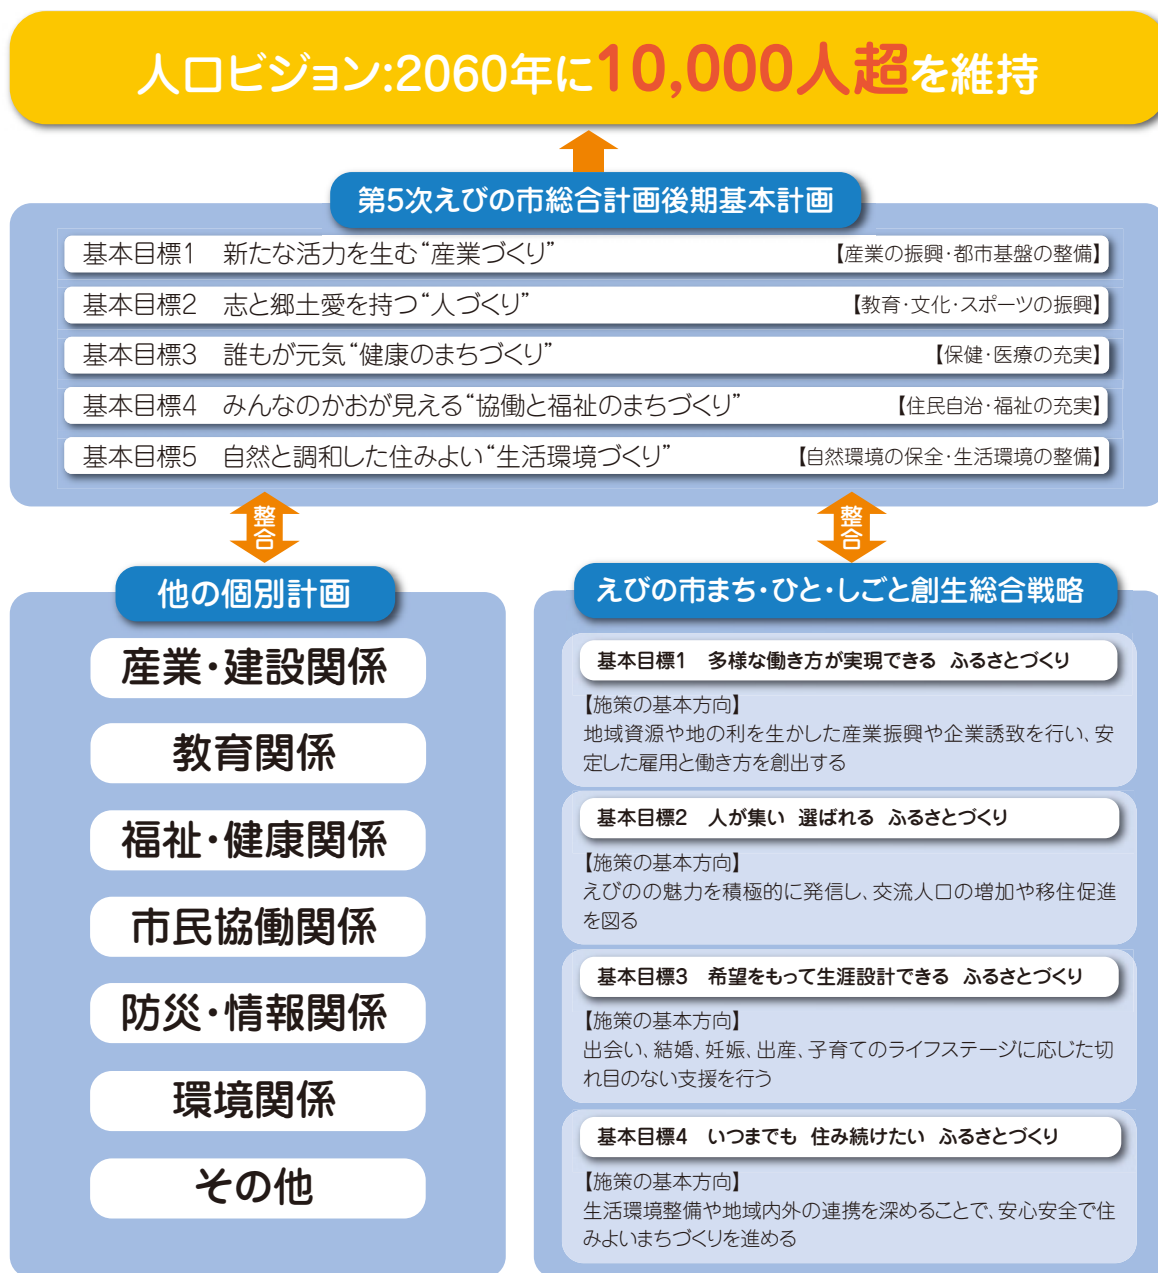 人口ビジョン:2060年に10,000人超を維持
第5次えびの市総合計画後期基本計画
基本目標1　新たな活力を生む“産業づくり”　【産業の振興・都市基盤の整備】
基本目標2　志と郷土愛を持つ“人づくり”　【教育・文化・スポーツの振興】
基本目標3　誰もが元気“健康のまちづくり”　【保健・医療の充実】
基本目標4　みんなのかおが見える“協働と福祉のまちづくり”　【住民自治・福祉の充実】
基本目標5　自然と調和した住みよい“生活環境づくり”　【自然環境の保全・生活環境の整備】
整合
整合
他の個別計画
産業・建設関係
教育関係
福祉・健康関係
市民協働関係
防災・情報関係
環境関係
その他
えびの市まち・ひと・しごと創生総合戦略
基本目標1　多様な働き方が実現できる ふるさとづくり
【施策の基本方向】
地域資源や地の利を生かした産業振興や企業誘致を行い、安
定した雇用と働き方を創出する
基本目標2　人が集い 選ばれる ふるさとづくり
【施策の基本方向】
えびのの魅力を積極的に発信し、交流人口の増加や移住促進
を図る
基本目標3　希望をもって生涯設計できる ふるさとづくり
【施策の基本方向】
出会い、結婚、妊娠、出産、子育てのライフステージに応じた切
れ目のない支援を行う
基本目標4　いつまでも 住み続けたい ふるさとづくり
【施策の基本方向】
生活環境整備や地域内外の連携を深めることで、安心安全で住
みよいまちづくりを進める